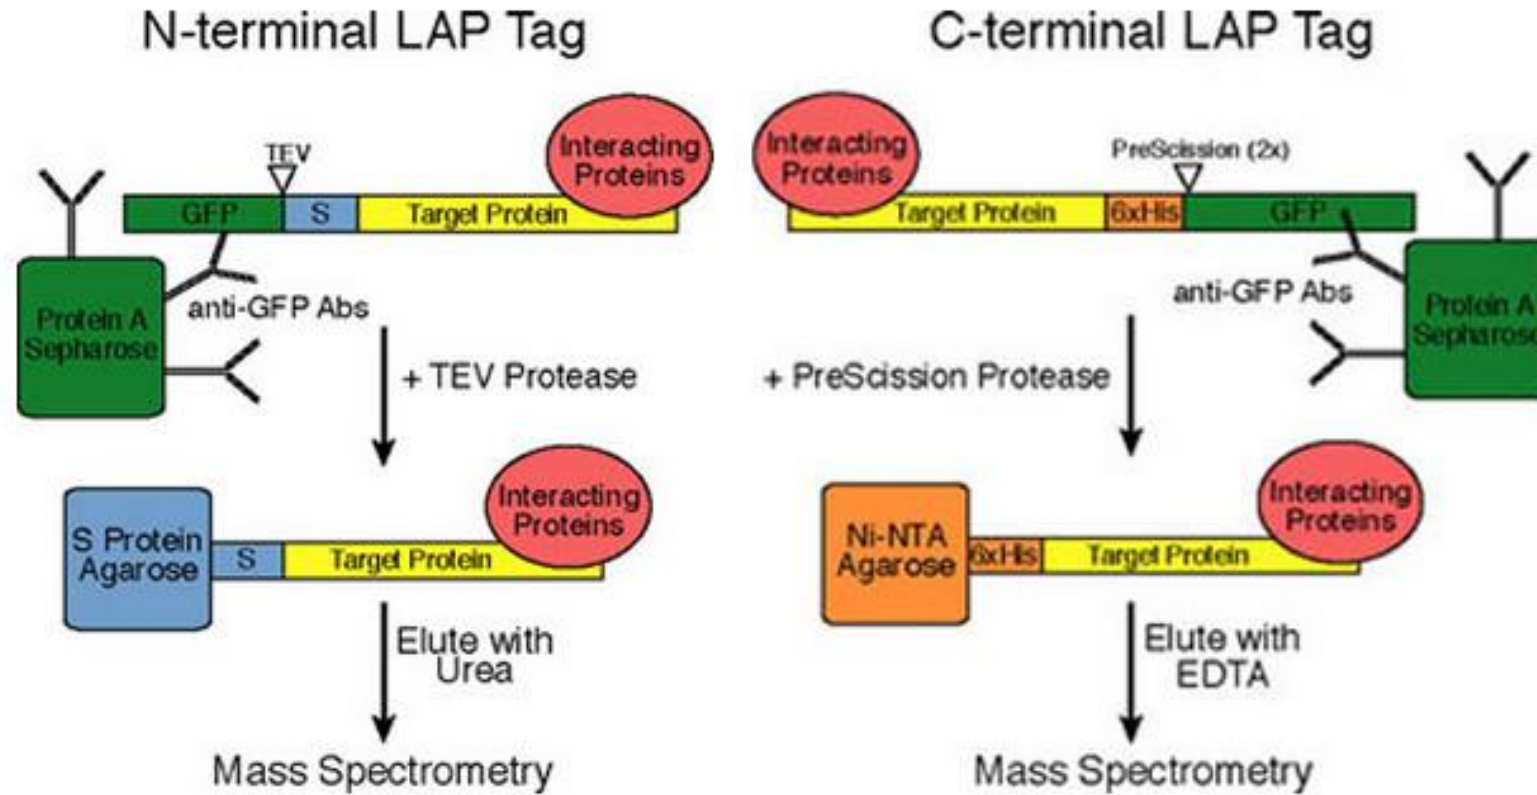 N-terminal LAP Tag
Interacting
Proteins
TEV
GFP
S
Target Protein
Protein A
Sepharose
anti-GFP Abs
+ TEV Protease
S Protein
Agarose
S
Target Protein
Interacting
Proteins
Elute with
Urea
Mass Spectrometry
C-terminal LAP Tag
Interacting
Proteins
PreScission (2x)
Target Protein
6xHis
GFP
anti-GFP Abs
Protein A
Sepharose
+ PreScission Protease
Ni-NTA
Agarose
6xHis
Target Protein
Interacting
Proteins
Elute with
EDTA
Mass Spectrometry